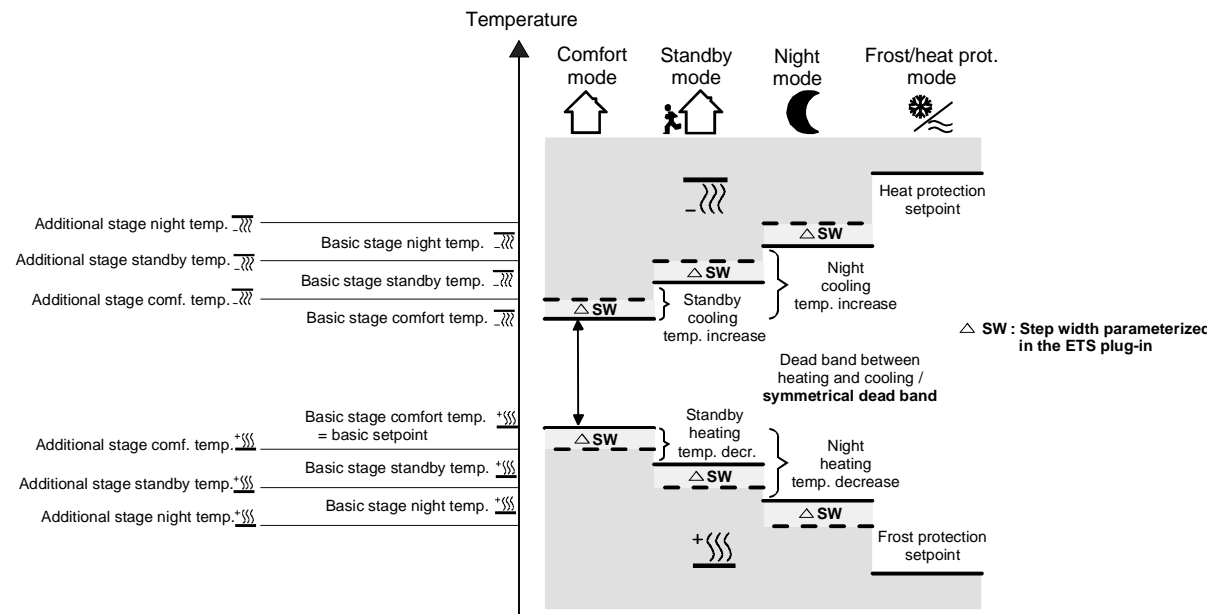 Temperature
Comfort
mode
Standby
mode
Night
mode
Frost/heat prot.
mode
Heat protection
setpoint
Additional stage night temp.
Basic stage night temp.
Additional stage standby temp.
Basic stage standby temp.
Additional stage comf. temp.
Basic stage comfort temp.
△ SW
△ SW
△ SW
Night
cooling
temp. increase
Standby
cooling
temp. increase
△ SW : Step width parameterized
in the ETS plug-in
Dead band between
heating and cooling /
symmetrical dead band
Basic stage comfort temp.
= basic setpoint
Additional stage comf. temp.
Basic stage standby temp.
Additional stage standby temp.
Basic stage night temp.
Additional stage night temp.
△ SW
△ SW
△ SW
Standby
heating
temp. decr.
Night
heating
temp. decrease
Frost protection
setpoint